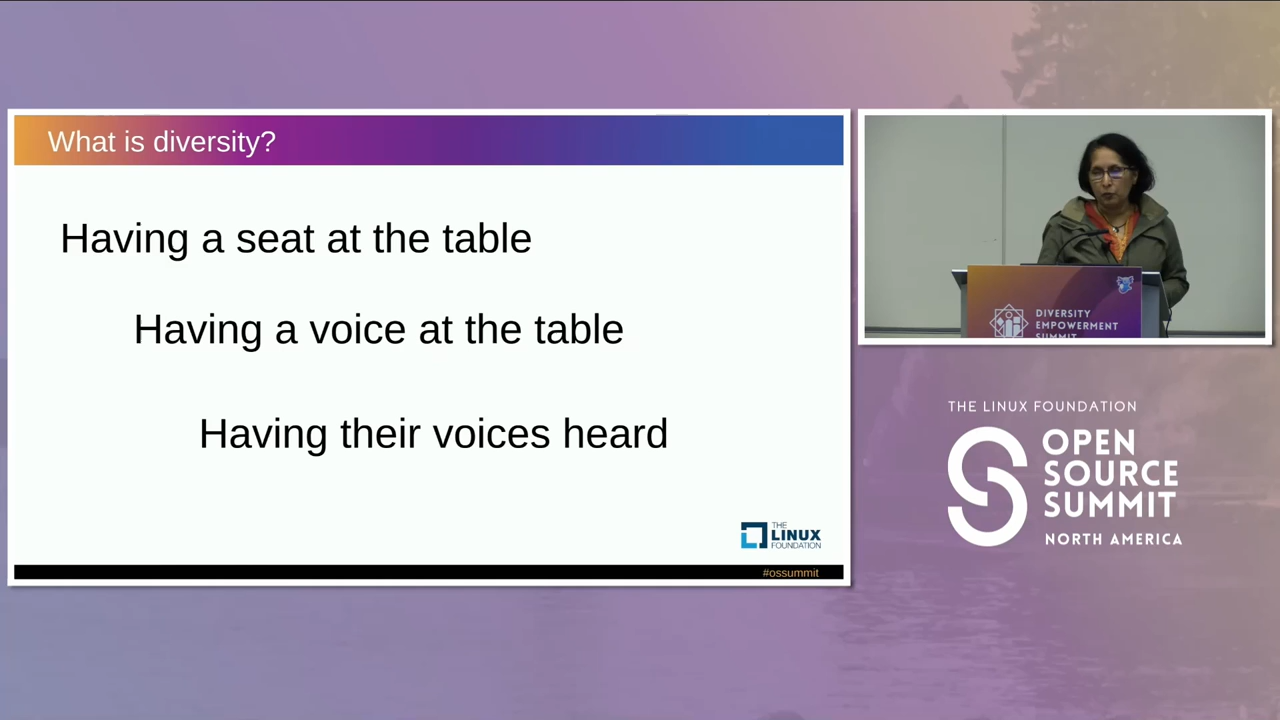 What is diversity?
Having a seat at the table
Having a voice at the table
Having their voices heard
THE
LINUX
FOUNDATION
#ossummit
DIVERSITY
EMPOWERMENT
SUMMIT
THE LINUX FOUNDATION
OPEN
SOURCE
SUMMIT
NORTH AMERICA